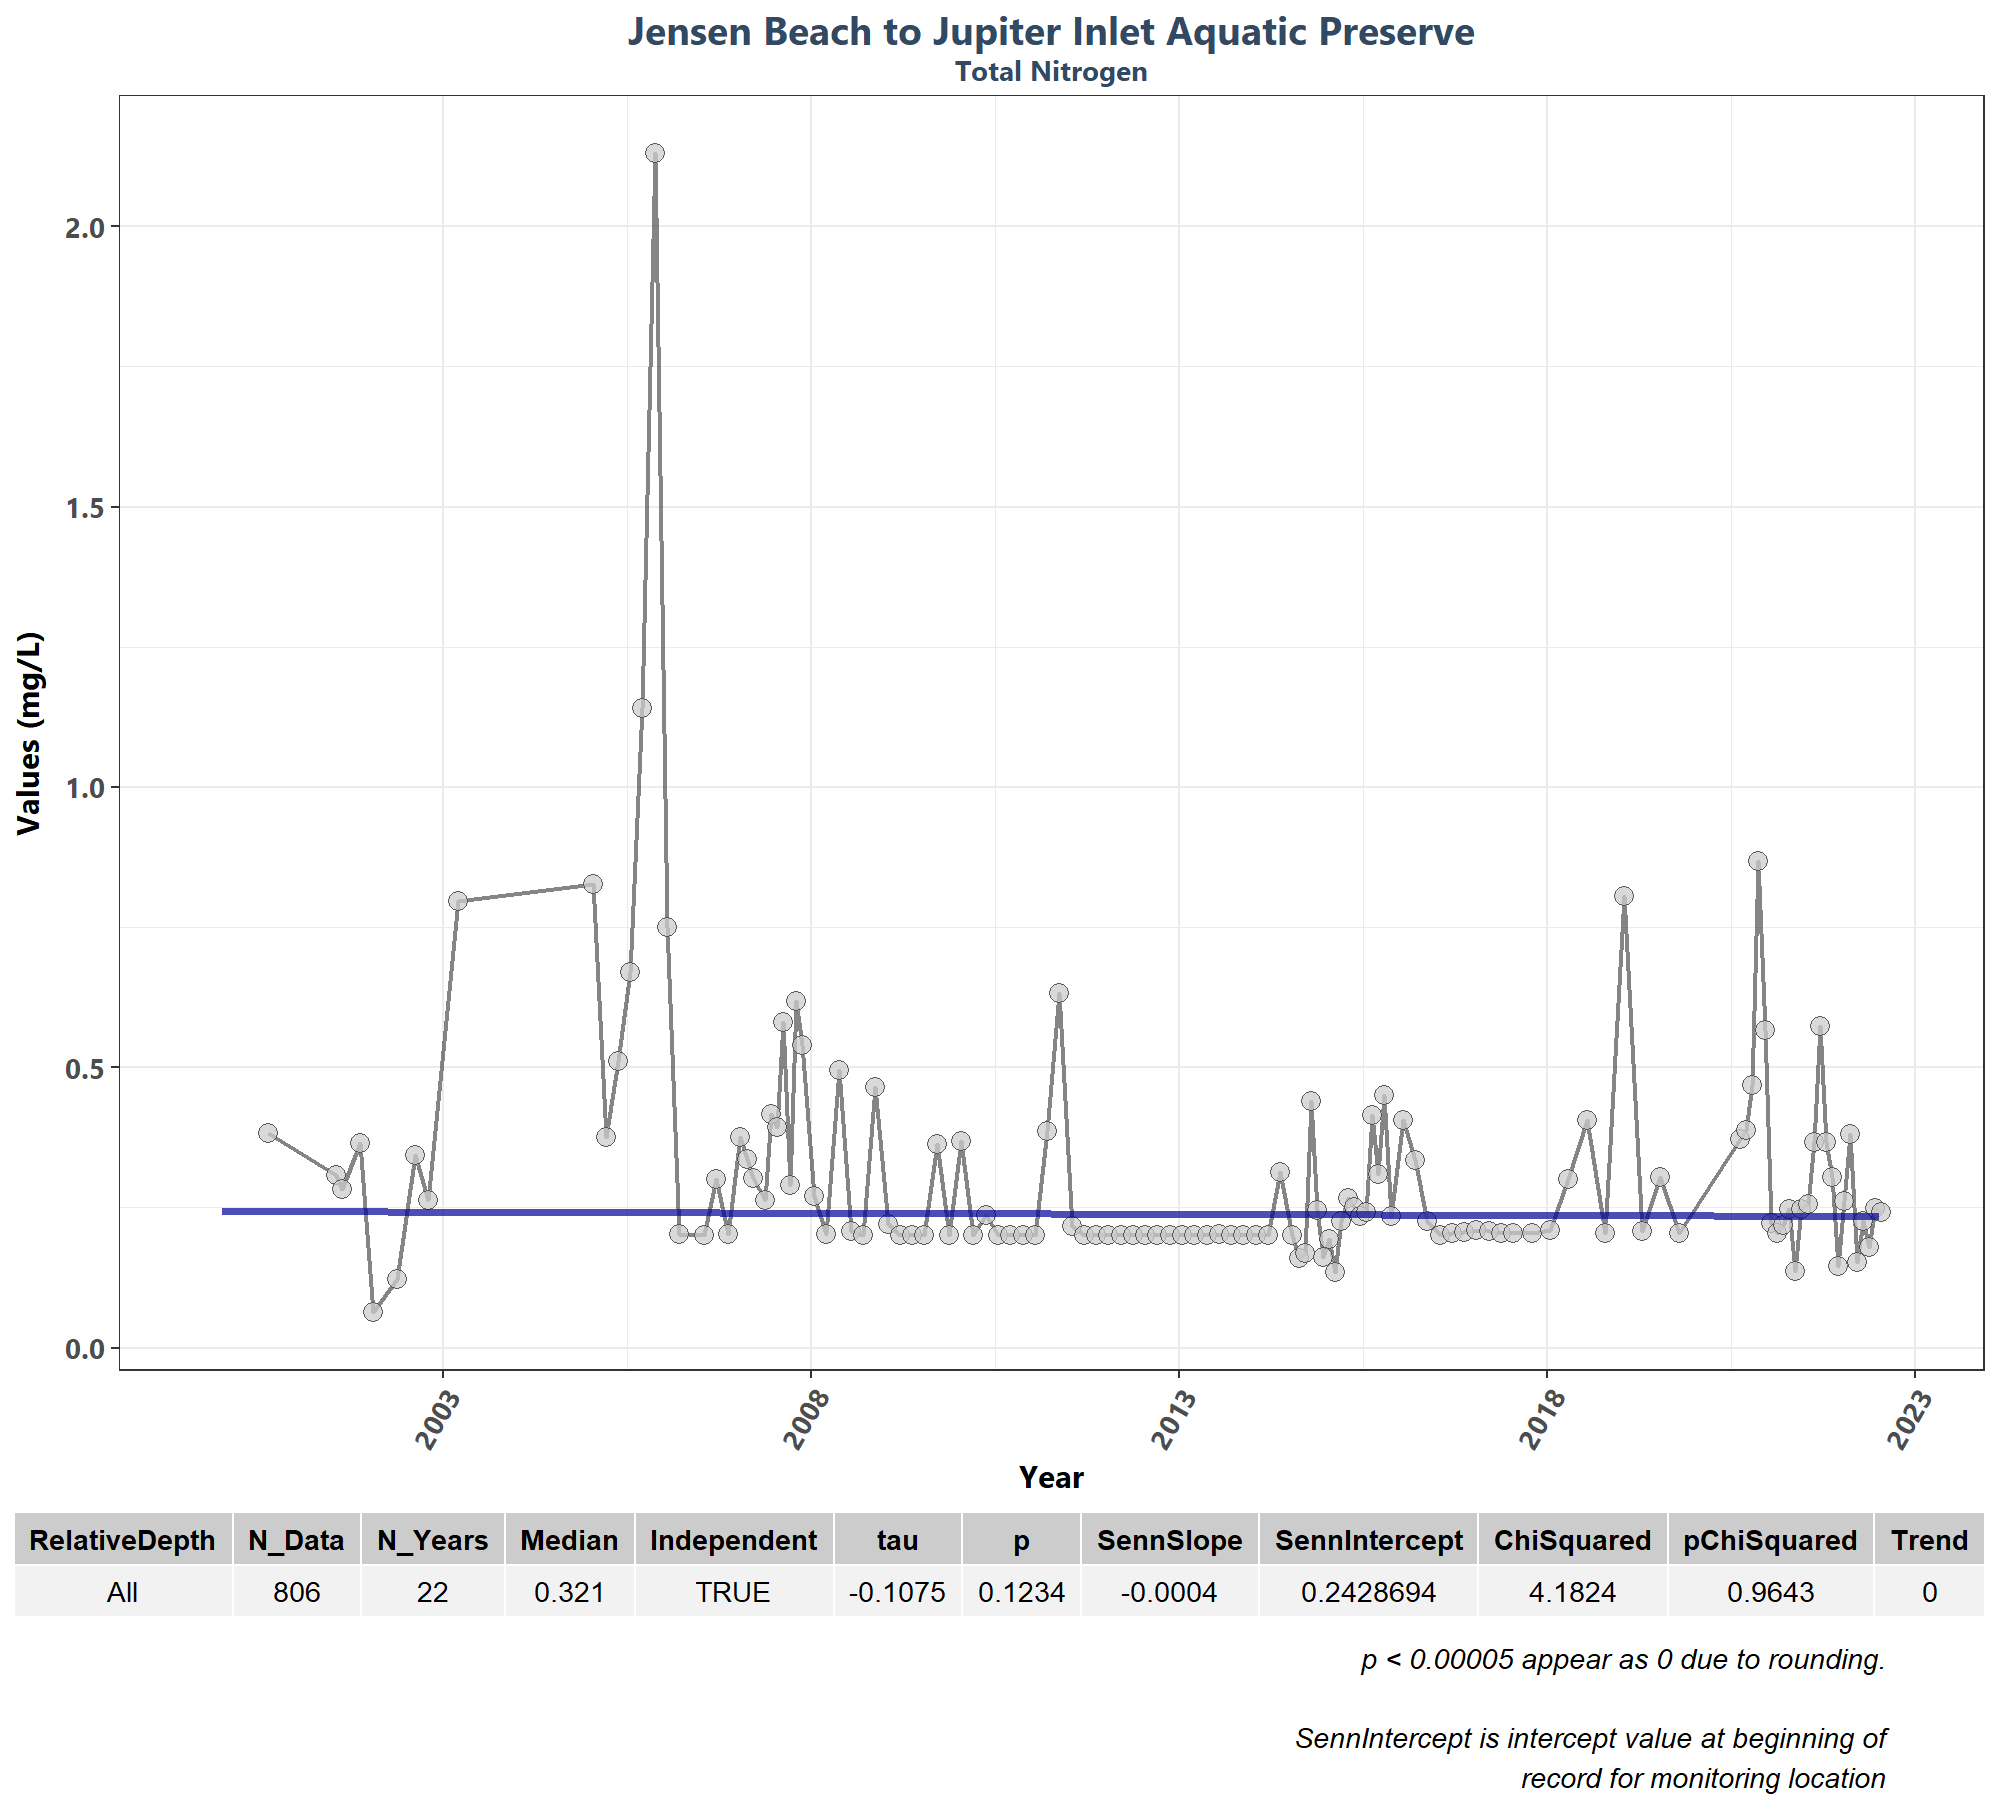 Jensen Beach to Jupiter Inlet Aquatic Preserve
Total Nitrogen
Values (mg/L)
2.0
1.5
1.0
0.5
0.0
2003 2008 2013 2018 2023
Year
RelativeDepth N_Data N_Years Median Independent tau p SennSlope SennIntercept ChiSquared pChiSquared Trend
All 806 22 0.321 TRUE -0.1075 0.1234 -0.0004 0.2428694 4.1824 0.9643 0
p < 0.00005 appear as 0 due to rounding.
SennIntercept is intercept value at beginning of
record for monitoring location